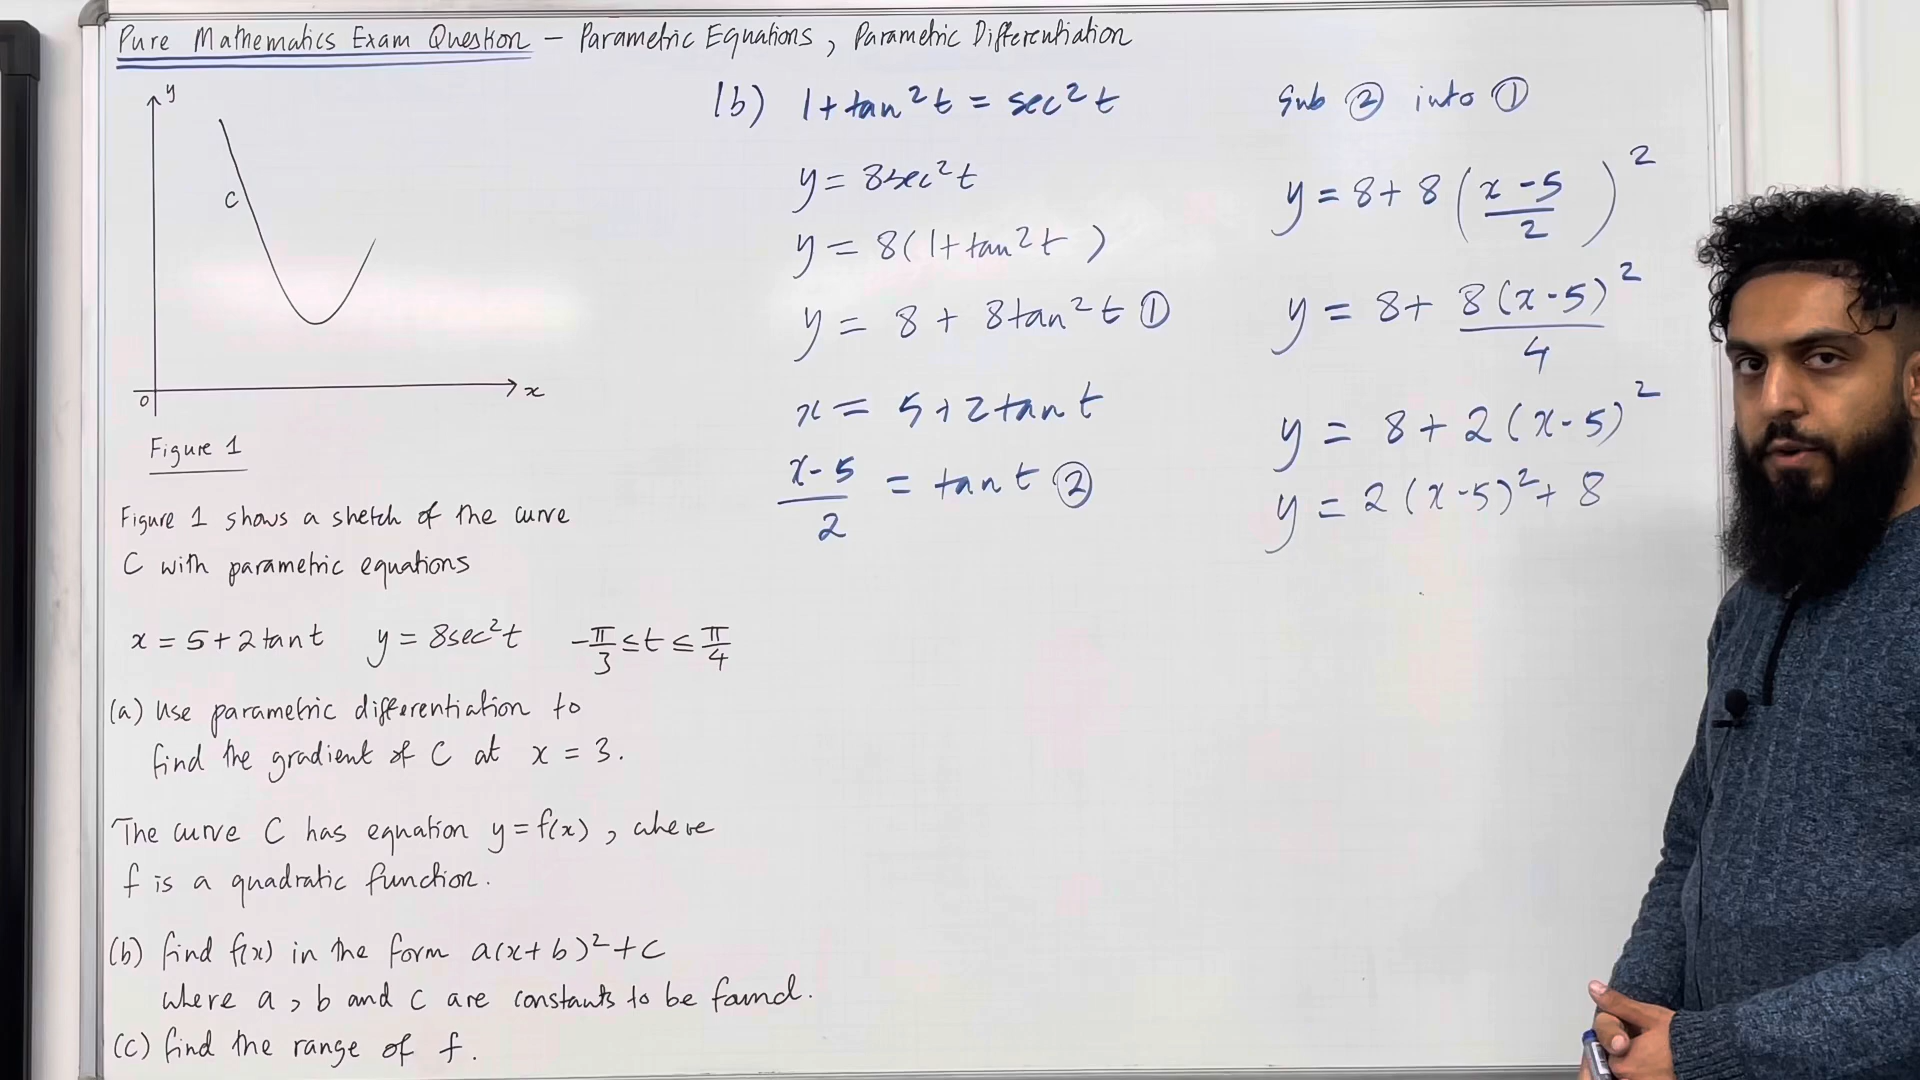 Pure Mathematics Exam Question – Parametric Equations, Parametric Differentiation
y
C
0
x
Figure 1
Figure 1 shows a sketch of the curve
C with parametric equations
x = 5 + 2 tan t y = 8sec²t -π/3 ≤ t ≤ π/4
(a) Use parametric differentiation to
find the gradient of C at x = 3.
The curve C has equation y = f(x), where
f is a quadratic function.
(b) find f(x) in the form a(x + b)² + c
where a, b and c are constants to be found.
(c) find the range of f.
(b) 1 + tan²t = sec²t
y = 8sec²t
y = 8(1 + tan²t)
y = 8 + 8tan²t ①
x = 5 + 2tan t
(x - 5)/2 = tan t ②
Sub ② into ①
y = 8 + 8((x - 5)/2)²
y = 8 + 8(x - 5)²/4
y = 8 + 2(x - 5)²
y = 2(x - 5)² + 8